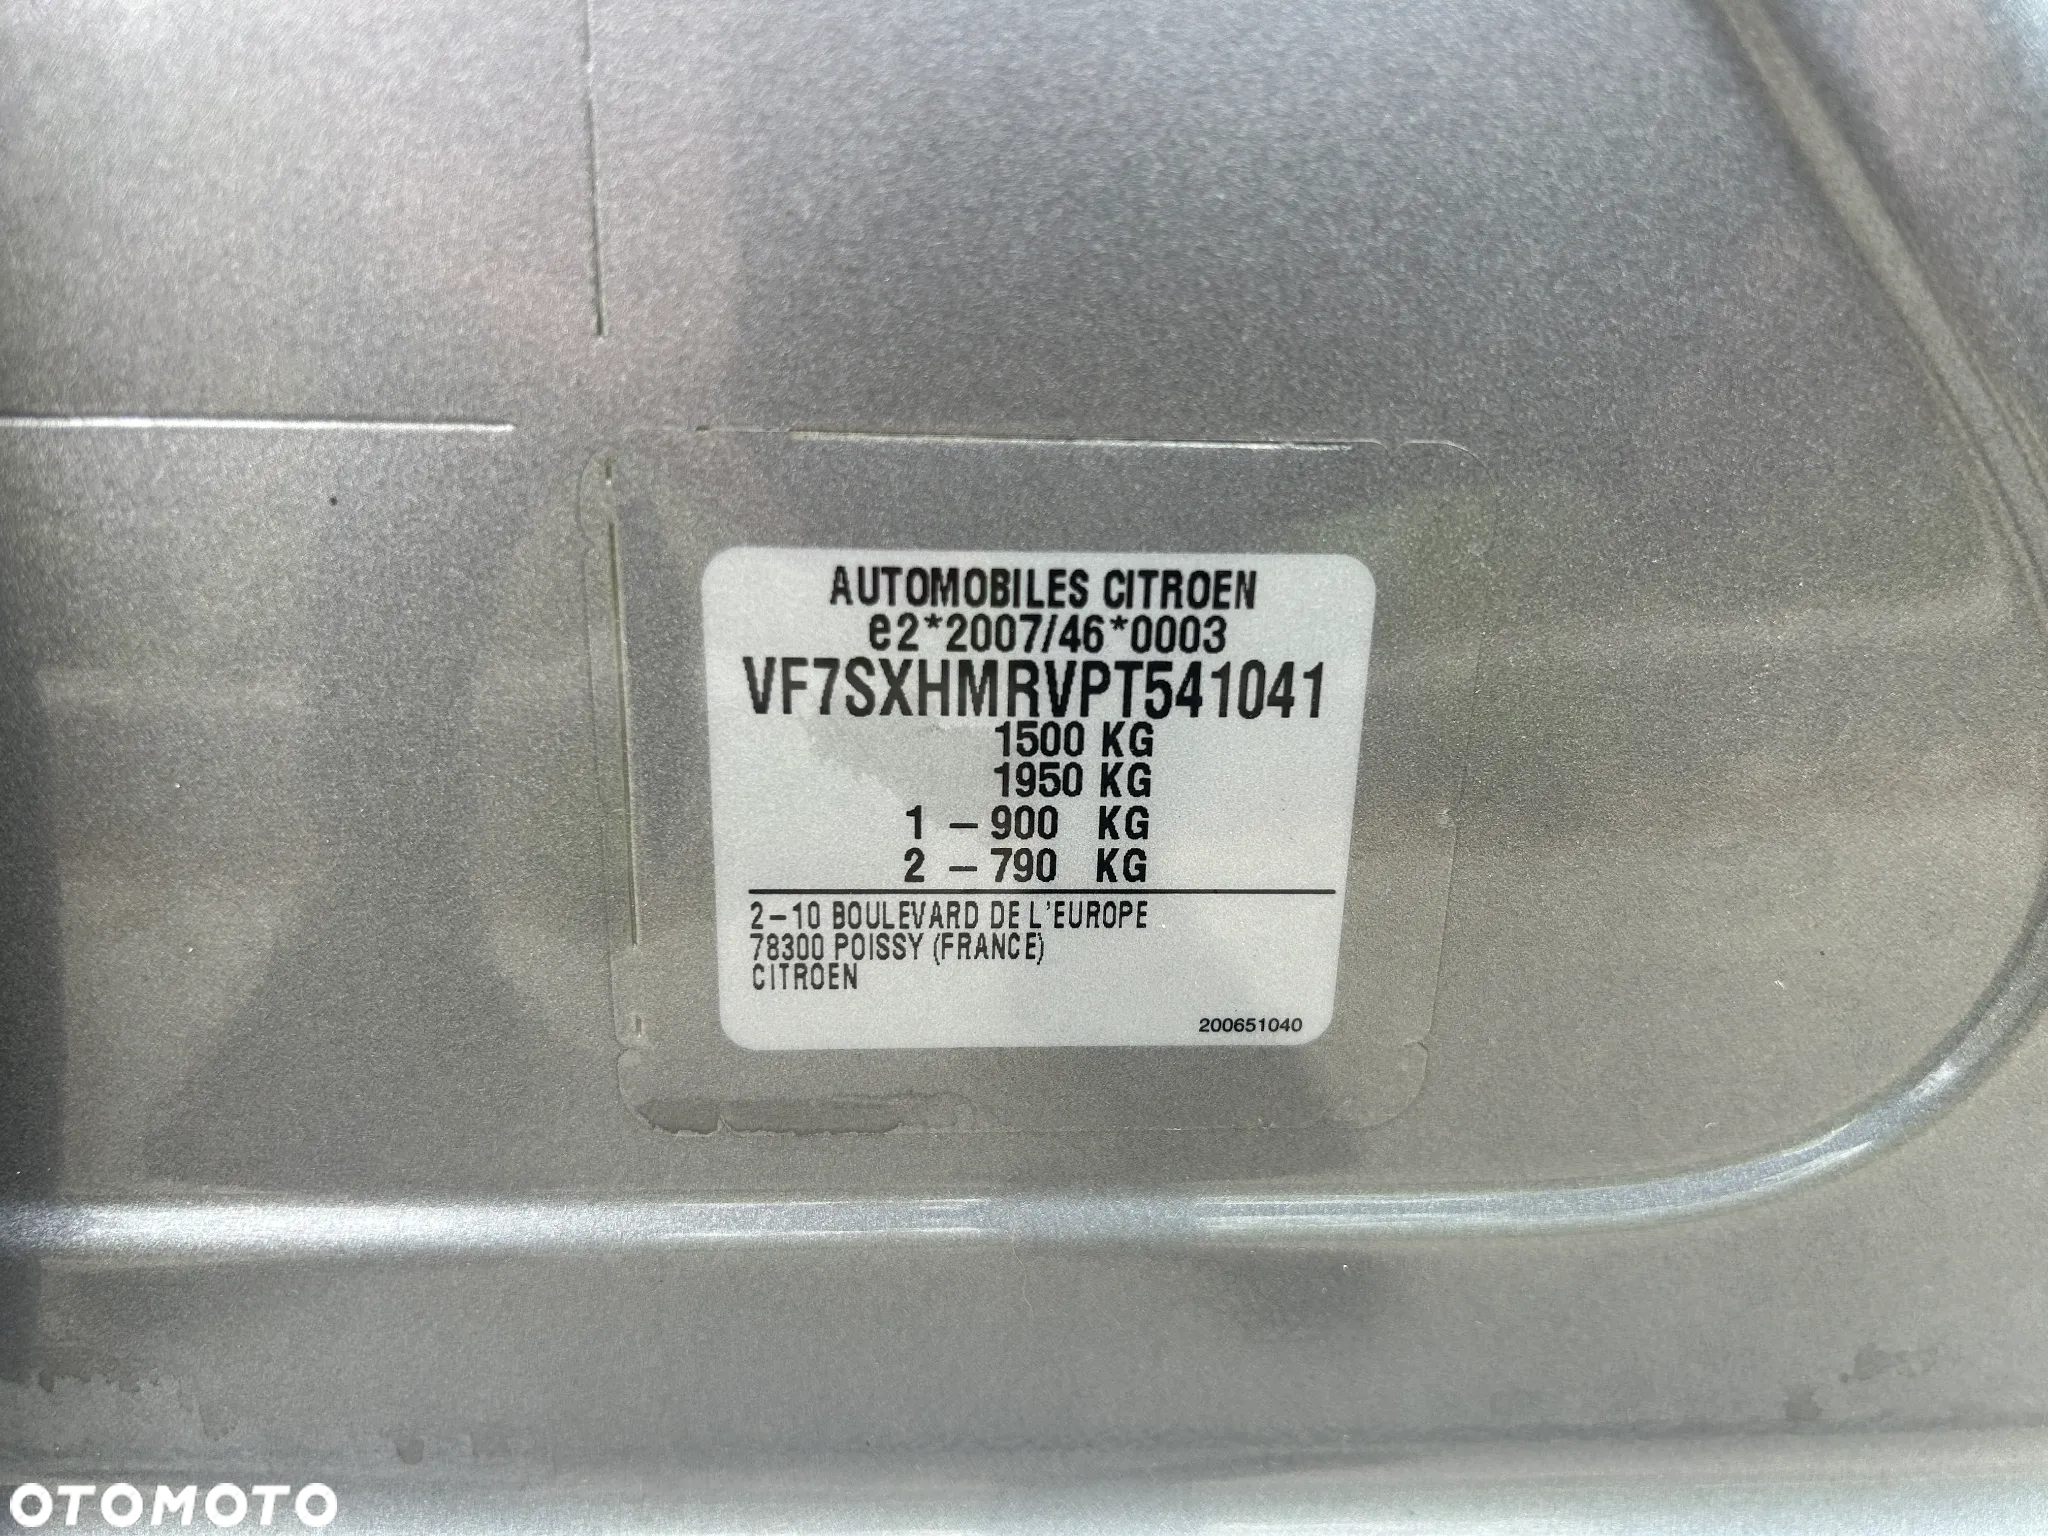 AUTOMOBILES CITROEN
e2*2007/46*0003
VF7SXHMRVPT541041
1500 KG
1950 KG
1 – 900 KG
2 – 790 KG
2–10 BOULEVARD DE L'EUROPE
78300 POISSY (FRANCE)
CITROEN
200651040
OTOMOTO